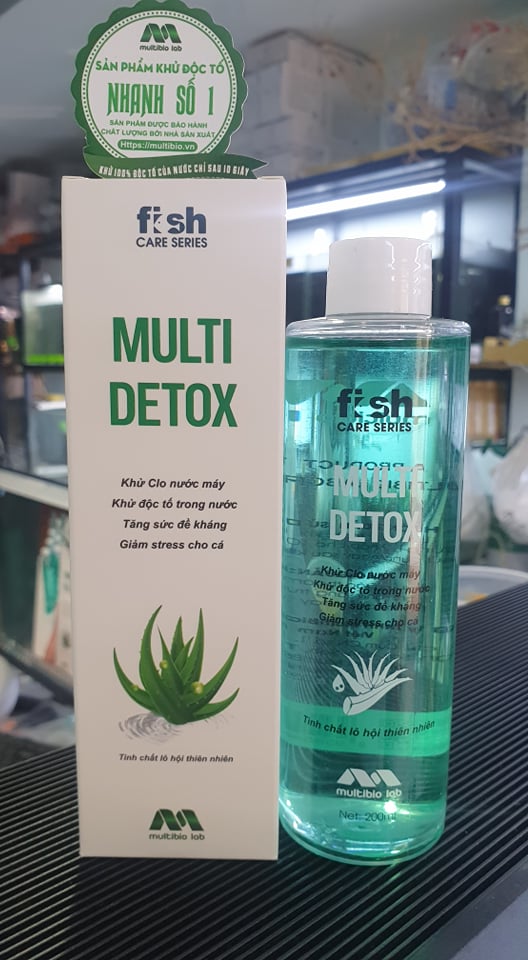 multibio lab
SẢN PHẨM KHỬ ĐỘC TỐ
NHANH SỐ 1
SẢN PHẨM ĐƯỢC BẢO HÀNH
CHẤT LƯỢNG BỞI NHÀ SẢN XUẤT
Https://multibio.vn
KHỬ 100% ĐỘC TỐ CỦA NƯỚC CHỈ SAU 10 GIÂY
fish
CARE SERIES
MULTI
DETOX
Khử Clo nước máy
Khử độc tố trong nước
Tăng sức đề kháng
Giảm stress cho cá
Tinh chất lô hội thiên nhiên
multibio lab
fish
CARE SERIES
MULTI
DETOX
Khử Clo nước máy
Khử độc tố trong nước
Tăng sức đề kháng
Giảm stress cho cá
Tinh chất lô hội thiên nhiên
multibio lab
Net: 200ml